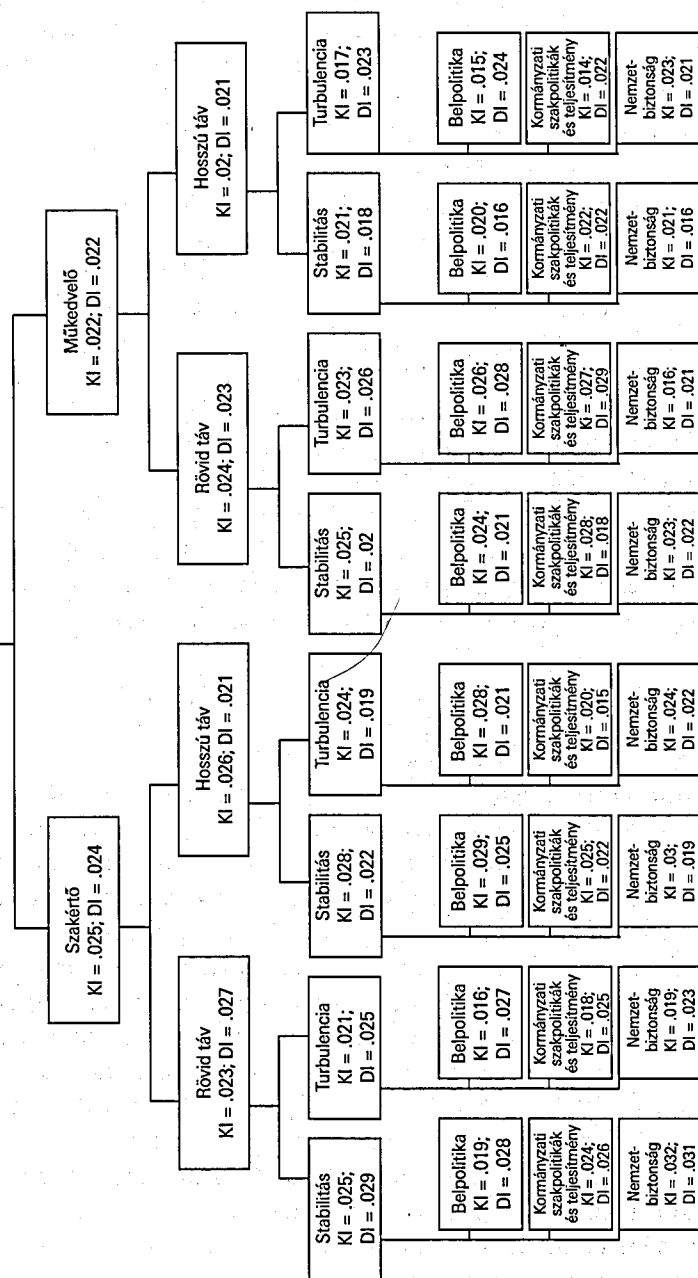 Szakértő
KI = .025; DI = .024
Műkedvelő
KI = .022; DI = .022
Rövid táv
KI = .023; DI = .027
Hosszú táv
KI = .026; DI = .021
Rövid táv
KI = .024; DI = .023
Hosszú táv
KI = .02; DI = .021
Stabilitás
KI = .025;
DI = .029
Turbulencia
KI = .021;
DI = .025
Stabilitás
KI = .028;
DI = .022
Turbulencia
KI = .024;
DI = .019
Stabilitás
KI = .025;
DI = .02
Turbulencia
KI = .023;
DI = .026
Stabilitás
KI = .021;
DI = .018
Turbulencia
KI = .017;
DI = .023
Belpolitika
KI = .019;
DI = .028
Belpolitika
KI = .016;
DI = .027
Belpolitika
KI = .029;
DI = .025
Belpolitika
KI = .028;
DI = .021
Belpolitika
KI = .024;
DI = .021
Belpolitika
KI = .026;
DI = .028
Belpolitika
KI = .020;
DI = .016
Belpolitika
KI = .015;
DI = .024
Kormányzati
szakpolitikák
és teljesítmény
KI = .024;
DI = .026
Kormányzati
szakpolitikák
és teljesítmény
KI = .018;
DI = .025
Kormányzati
szakpolitikák
és teljesítmény
KI = .025;
DI = .022
Kormányzati
szakpolitikák
és teljesítmény
KI = .020;
DI = .015
Kormányzati
szakpolitikák
és teljesítmény
KI = .028;
DI = .018
Kormányzati
szakpolitikák
és teljesítmény
Ki = .027;
DI = .029
Kormányzati
szakpolitikák
és teljesítmény
KI = .022;
DI = .022
Kormányzati
szakpolitikák
és teljesítmény
KI = .014;
DI = .022
Nemzet-
biztonság
KI = .032;
DI = .031
Nemzet-
biztonság
KI = .019;
DI = .023
Nemzet-
biztonság
KI = .03;
DI = .019
Nemzet-
biztonság
KI = .024;
DI = .022
Nemzet-
biztonság
KI = .023;
DI = .022
Nemzet-
biztonság
KI = .016;
DI = .021
Nemzet-
biztonság
KI = .021;
DI = .016
Nemzet-
biztonság
KI = .023;
DI = .021